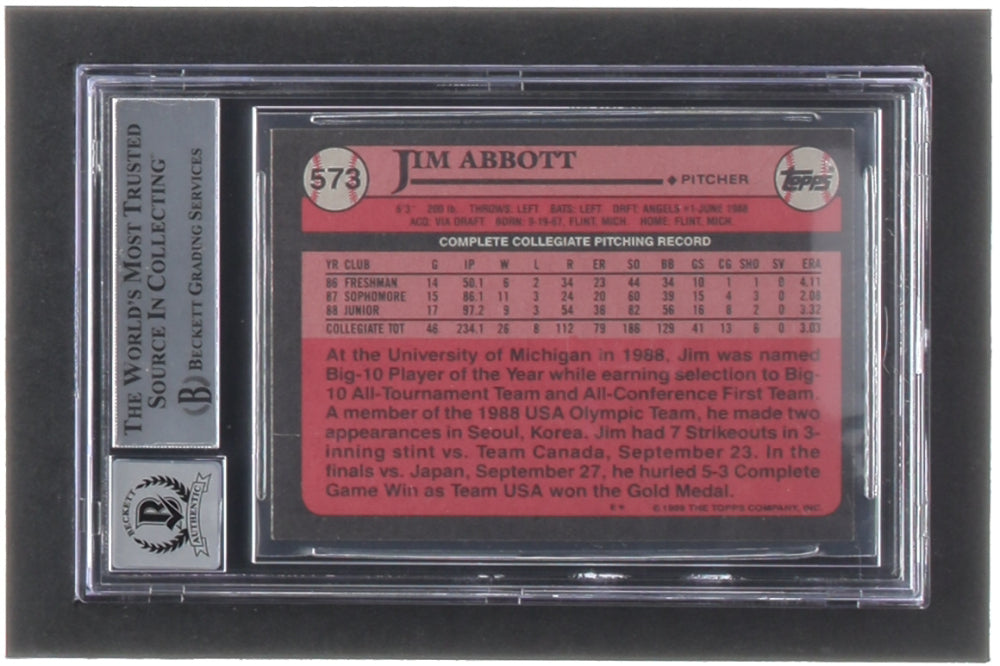 THE WORLD'S MOST TRUSTED
SOURCE IN COLLECTING™
BECKETT GRADING SERVICES
B
BECKETT
B
AUTHENTIC
573
JIM ABBOTT
PITCHER
TOPPS
6'3" 200 lb. THROWS: LEFT BATS: LEFT DRFT: ANGELS #1-JUNE 1988
ACQ: VIA DRAFT BORN: 9-19-67, FLINT, MICH. HOME: FLINT, MICH.
COMPLETE COLLEGIATE PITCHING RECORD
YR CLUB G IP W L R ER SO BB GS CG SHO SV ERA
86 FRESHMAN 14 50.1 6 2 34 23 44 34 10 1 1 0 4.11
87 SOPHOMORE 15 86.1 11 3 24 20 60 39 15 4 3 0 2.08
88 JUNIOR 17 97.2 9 3 54 36 82 56 16 8 2 0 3.32
COLLEGIATE TOT 46 234.1 26 8 112 79 186 129 41 13 6 0 3.03
At the University of Michigan in 1988, Jim was named
Big-10 Player of the Year while earning selection to Big-
10 All-Tournament Team and All-Conference First Team.
A member of the 1988 USA Olympic Team, he made two
appearances in Seoul, Korea. Jim had 7 Strikeouts in 3-
inning stint vs. Team Canada, September 23. In the
finals vs. Japan, September 27, he hurled 5-3 Complete
Game Win as Team USA won the Gold Medal.
E* © 1989 THE TOPPS COMPANY, INC.